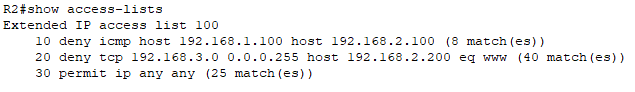 R2#show access-lists
Extended IP access list 100
    10 deny icmp host 192.168.1.100 host 192.168.2.100 (8 match(es))
    20 deny tcp 192.168.3.0 0.0.0.255 host 192.168.2.200 eq www (40 match(es))
    30 permit ip any any (25 match(es))